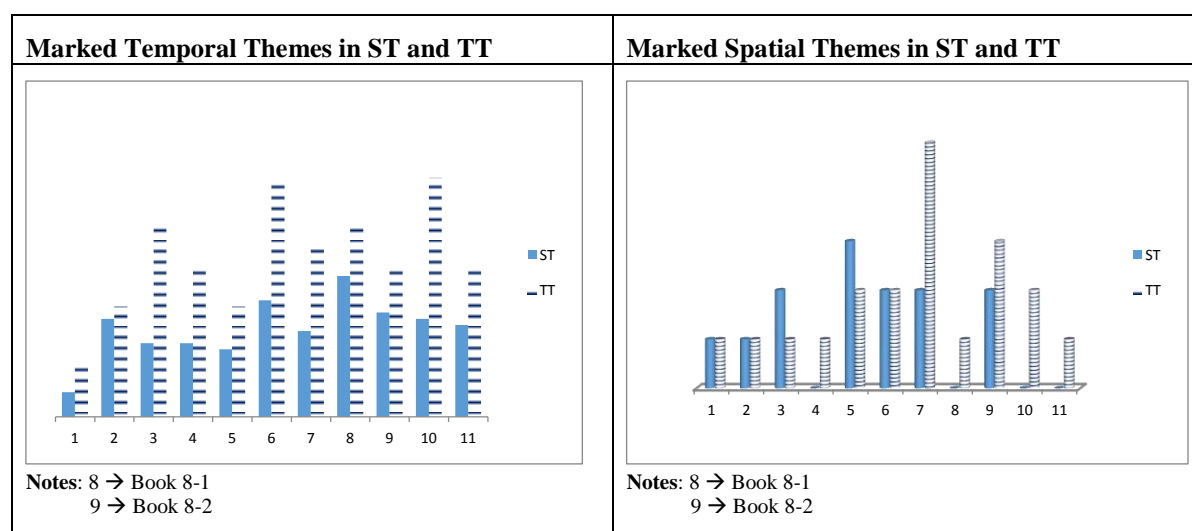 Marked Temporal Themes in ST and TT
ST
TT
1 2 3 4 5 6 7 8 9 10 11
Notes: 8 → Book 8-1
9 → Book 8-2
Marked Spatial Themes in ST and TT
ST
TT
1 2 3 4 5 6 7 8 9 10 11
Notes: 8 → Book 8-1
9 → Book 8-2